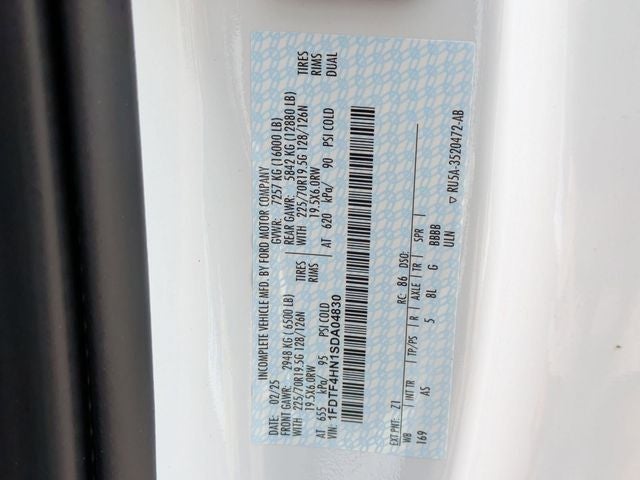 INCOMPLETE VEHICLE MFD. BY FORD MOTOR COMPANY
02/25 GVWR: 7257 KG (16000 LB)
FRONT GAWR: 2948 KG (6500 LB) REAR GAWR: 5842 KG (12880 LB)
WITH 225/70R19.5G 128/126N TIRES WITH 225/70R19.5G 128/126N TIRES
19.5X6.0RW RIMS 19.5X6.0RW RIMS
AT 655 kPa/ 95 PSI COLD AT 620 kPa/ 90 PSI COLD DUAL
VIN: 1FDTF4HN1SDA04830
EXT PNT: Z1 RC: 86 DSO:
WB INT TR TP/PS R AXLE TR SPR
169 AS 5 8L G BBBB
ULN
RU5A-3520472-AB